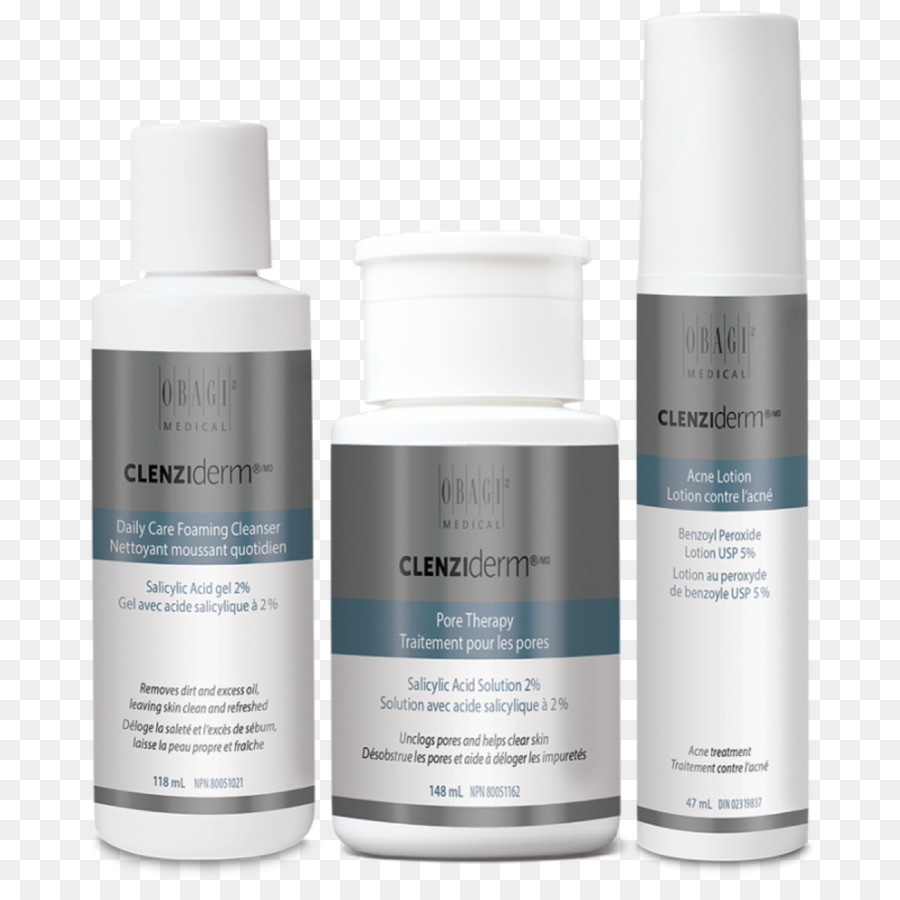 OBAGI²
MEDICAL
CLENZIderm®/MD
Daily Care Foaming Cleanser
Nettoyant moussant quotidien
Salicylic Acid gel 2%
Gel avec acide salicylique à 2 %
Removes dirt and excess oil,
leaving skin clean and refreshed
Déloge la saleté et l'excès de sébum,
laisse la peau propre et fraîche
118 mL NPN 80051021
OBAGI²
MEDICAL
CLENZIderm®/MD
Pore Therapy
Traitement pour les pores
Salicylic Acid Solution 2%
Solution avec acide salicylique à 2 %
Unclogs pores and helps clear skin
Désobstrue les pores et aide à déloger les impuretés
148 mL NPN 80051162
OBAGI²
MEDICAL
CLENZIderm®/MD
Acne Lotion
Lotion contre l'acné
Benzoyl Peroxide
Lotion USP 5%
Lotion au peroxyde
de benzoyle USP 5 %
Acne treatment
Traitement contre l'acné
47 mL DIN 02319837